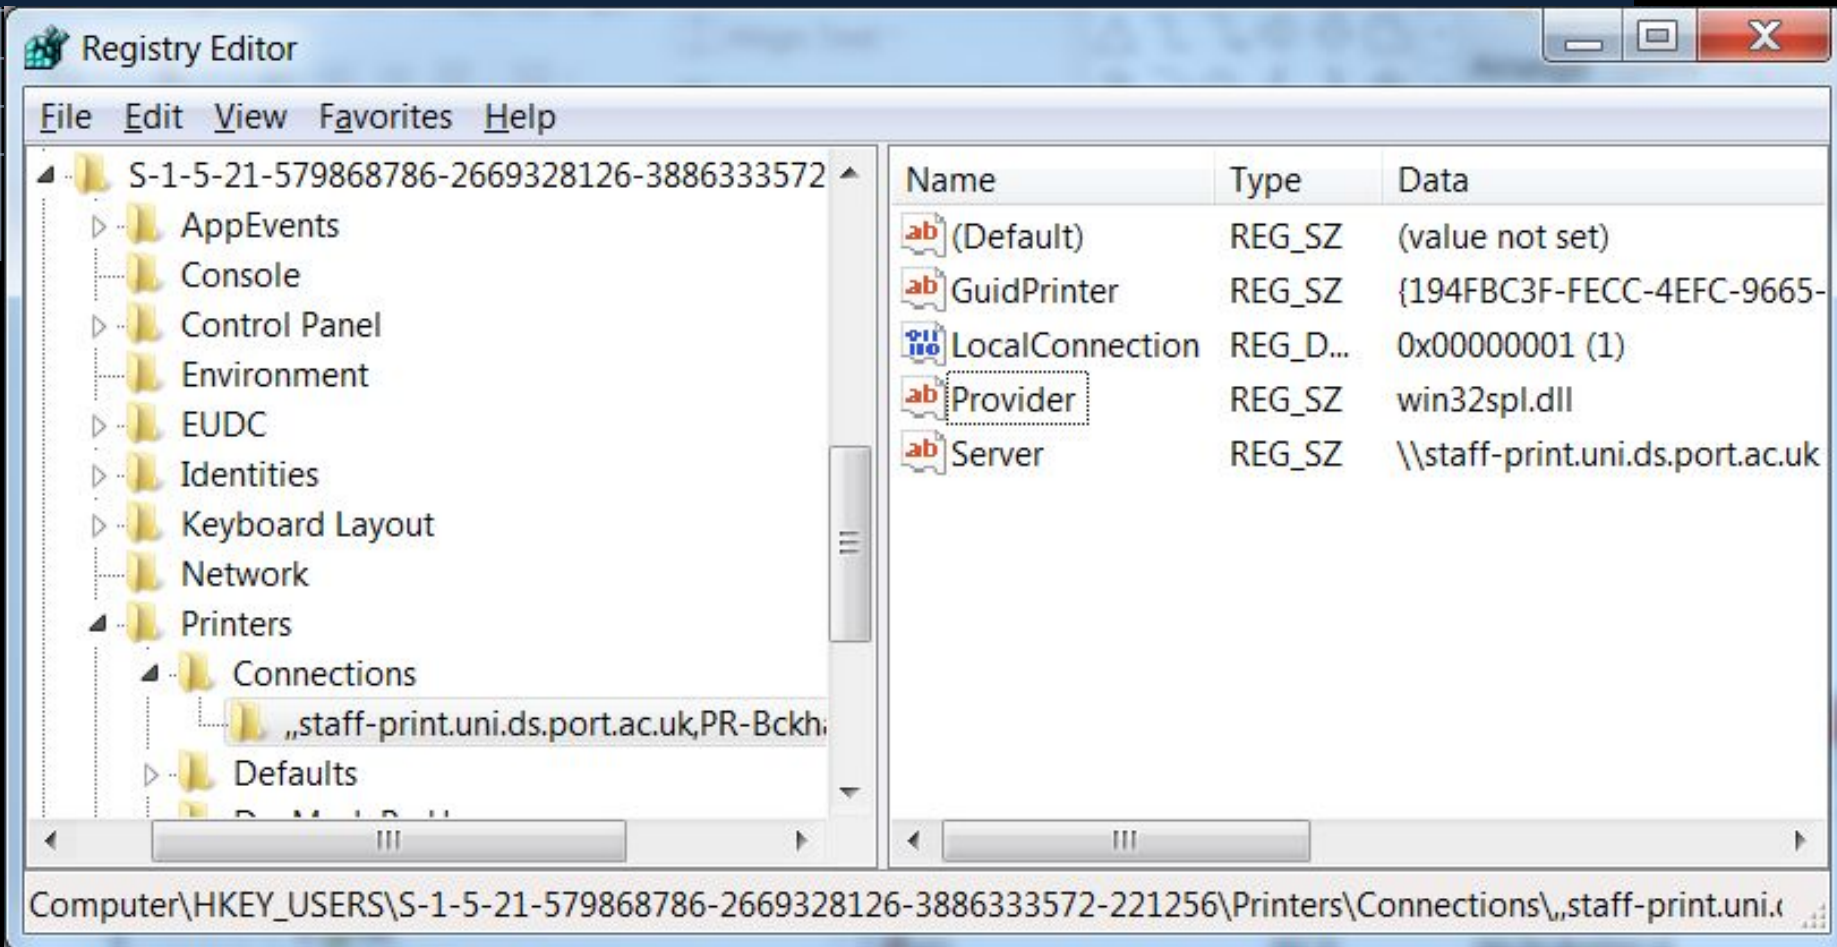 Registry Editor
File Edit View Favorites Help
S-1-5-21-579868786-2669328126-3886333572
AppEvents
Console
Control Panel
Environment
EUDC
Identities
Keyboard Layout
Network
Printers
Connections
,,staff-print.uni.ds.port.ac.uk,PR-Bckh
Defaults
Name Type Data
(Default) REG_SZ (value not set)
GuidPrinter REG_SZ {194FBC3F-FECC-4EFC-9665-
LocalConnection REG_D... 0x00000001 (1)
Provider REG_SZ win32spl.dll
Server REG_SZ \\staff-print.uni.ds.port.ac.uk
Computer\HKEY_USERS\S-1-5-21-579868786-2669328126-3886333572-221256\Printers\Connections\,,staff-print.uni.